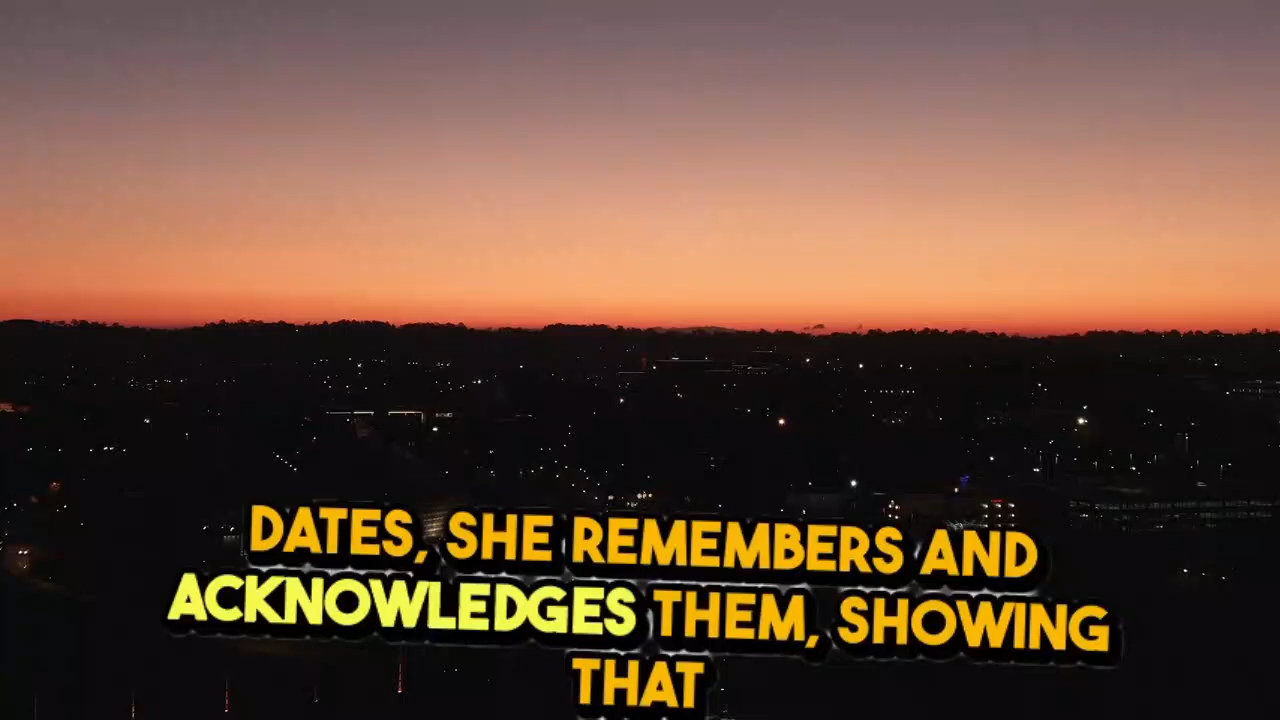 DATES, SHE REMEMBERS AND
ACKNOWLEDGES THEM, SHOWING
THAT